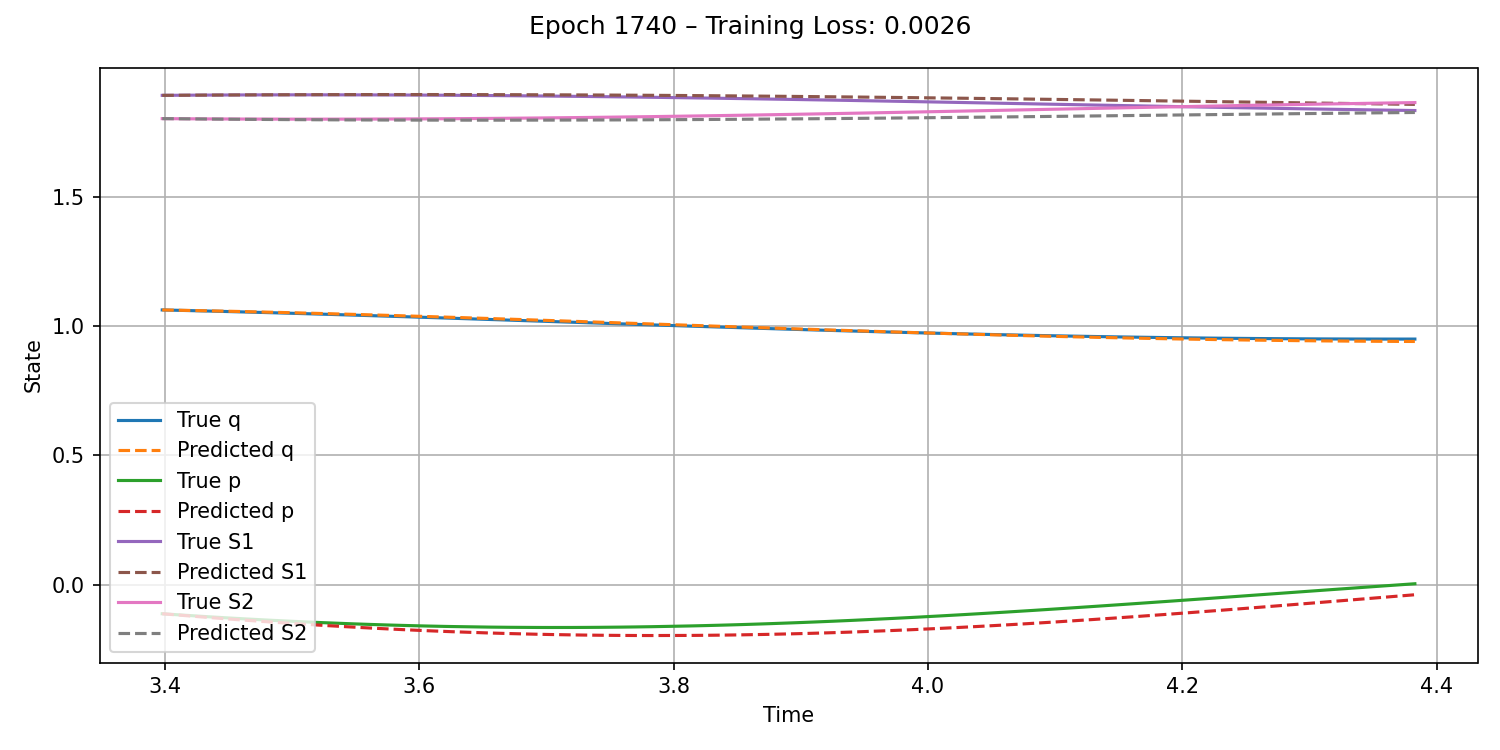 Epoch 1740 – Training Loss: 0.0026
State
1.5
1.0
0.5
0.0
True q
Predicted q
True p
Predicted p
True S1
Predicted S1
True S2
Predicted S2
3.4 3.6 3.8 4.0 4.2 4.4
Time